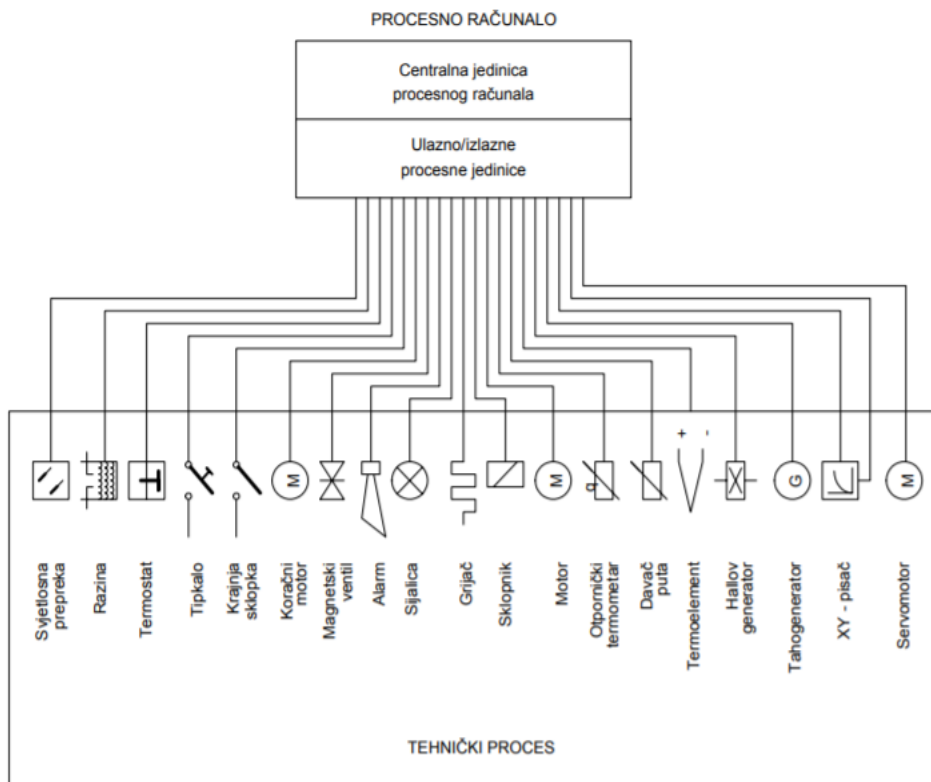 PROCESNO RAČUNALO
Centralna jedinica
procesnog računala
Ulazno/izlazne
procesne jedinice
M
q
M
+
-
G
M
Svjetlosna
prepreka
Razina
Termostat
Tipkalo
Krajnja
sklopka
Koračni
motor
Magnetski
ventil
Alarm
Sijalica
Grijač
Sklopnik
Motor
Otpornički
termometar
Davač
puta
Termoelement
Hallov
generator
Tahogenerator
XY - pisač
Servomotor
TEHNIČKI PROCES